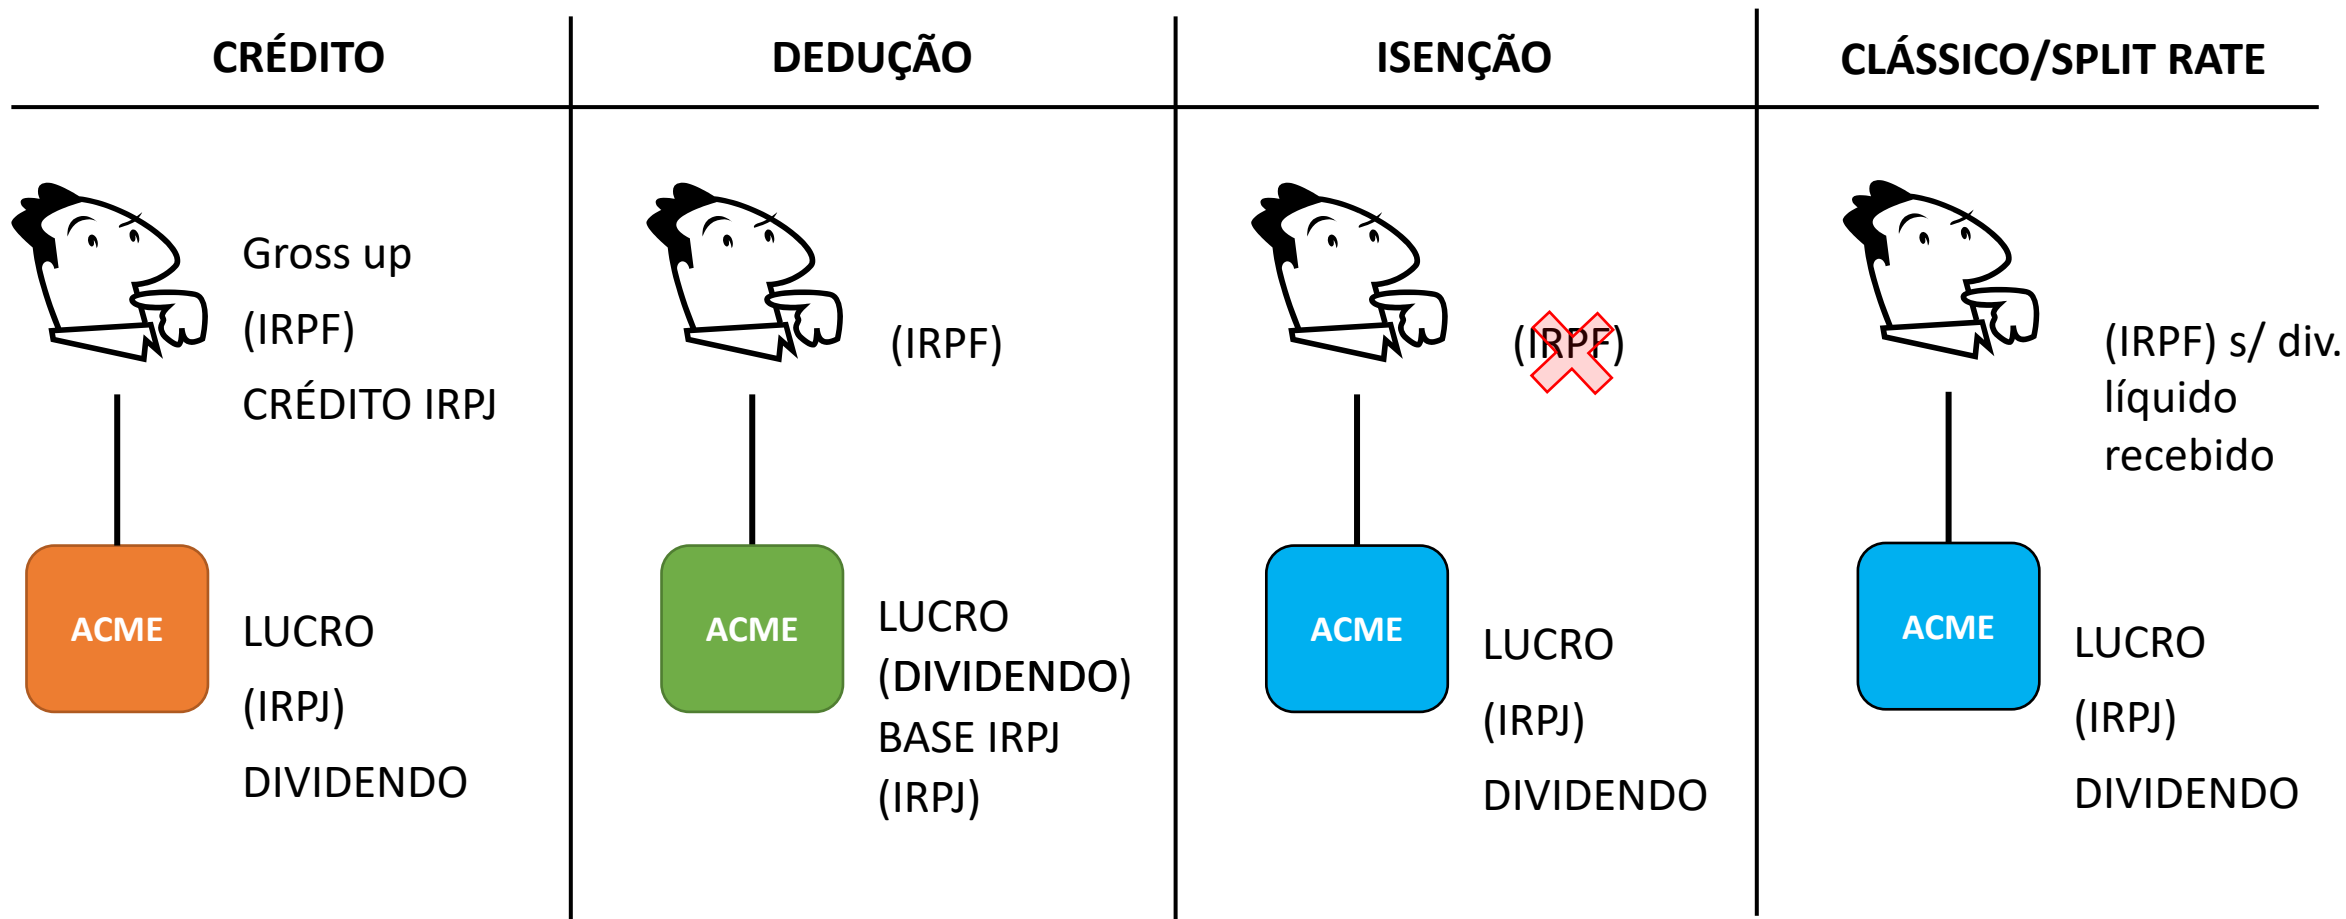 CRÉDITO
DEDUÇÃO
ISENÇÃO
CLÁSSICO/SPLIT RATE
Gross up
(IRPF)
CRÉDITO IRPJ
ACME
LUCRO
(IRPJ)
DIVIDENDO
(IRPF)
ACME
LUCRO
(DIVIDENDO)
BASE IRPJ
(IRPJ)
(IRPF)
ACME
LUCRO
(IRPJ)
DIVIDENDO
(IRPF) s/ div.
líquido
recebido
ACME
LUCRO
(IRPJ)
DIVIDENDO